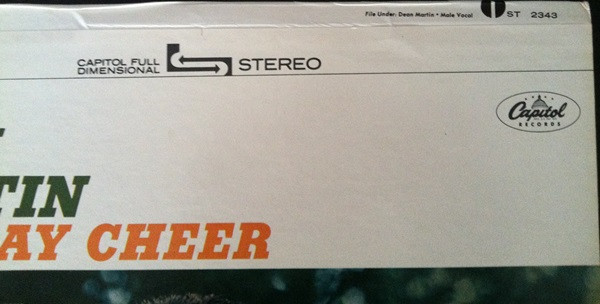 File Under: Dean Martin • Male Vocal
ST 2343
CAPITOL FULL
DIMENSIONAL
STEREO
Capitol
RECORDS
TIN
AY CHEER